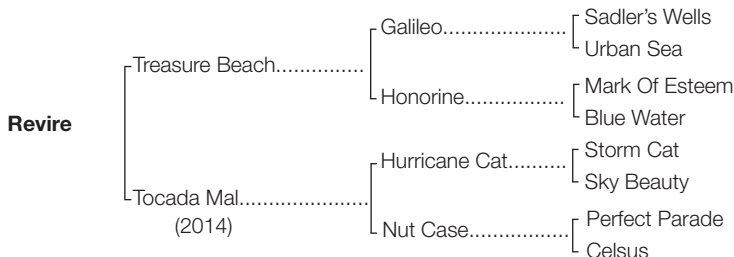 Sadler's Wells
Galileo......................
Urban Sea
Treasure Beach...............
Mark Of Esteem
Honorine..................
Blue Water
Revire
Storm Cat
Hurricane Cat..........
Sky Beauty
Tocada Mal......................
(2014)
Perfect Parade
Nut Case.................
Celsus